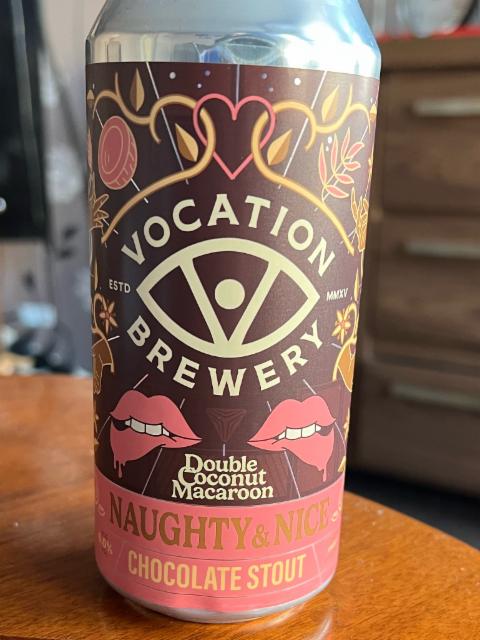 VOCATION
ESTD
MMXV
BREWERY
Double
Coconut
Macaroon
NAUGHTY & NICE
CHOCOLATE STOUT